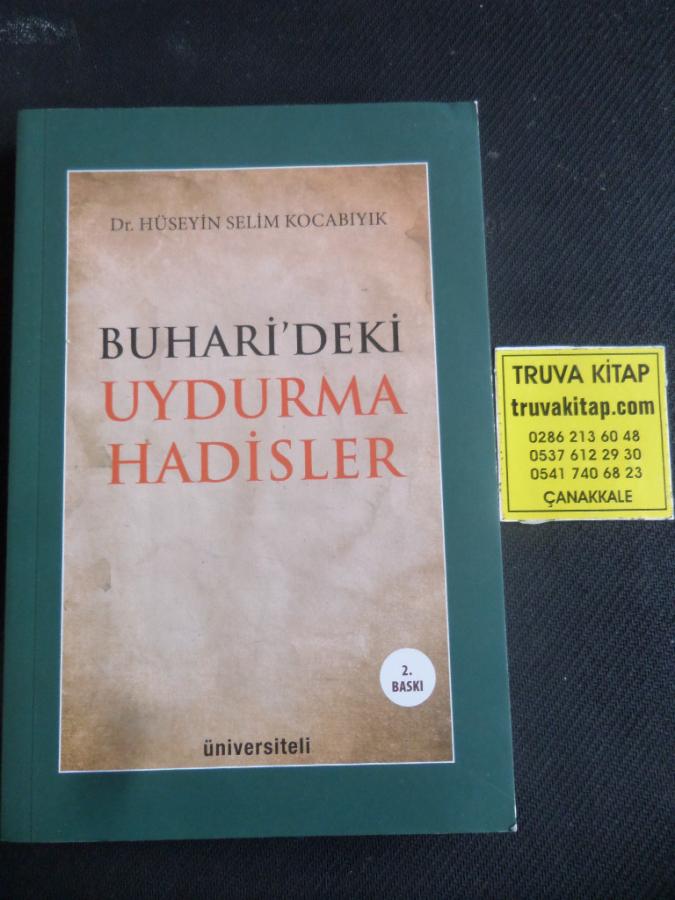 Dr. HÜSEYİN SELİM KOCABIYIK
BUHARİ'DEKİ
UYDURMA
HADİSLER
2.
BASKI
üniversiteli
TRUVA KİTAP
truvakitap.com
0286 213 60 48
0537 612 29 30
0541 740 68 23
ÇANAKKALE